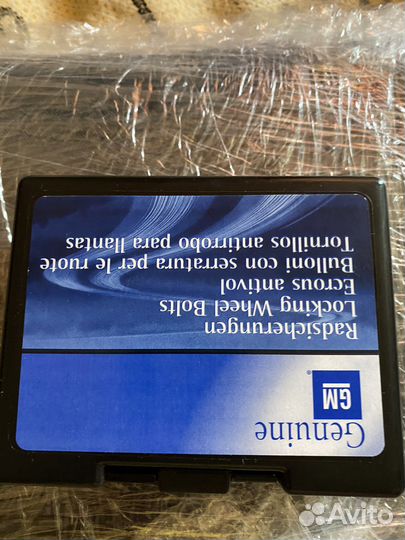 Genuine
GM
Radsicherungen
Locking Wheel Bolts
Ecrous antivol
Bulloni con serratura per le ruote
Tornillos antirrobo para llantas
Avito